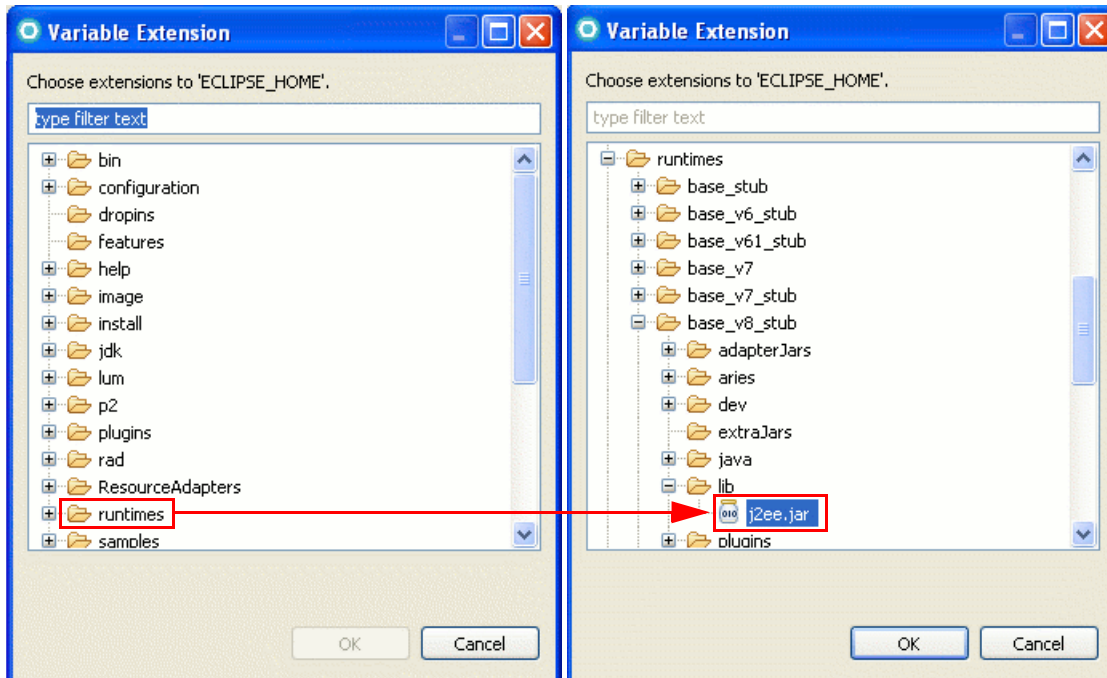 Variable Extension
Choose extensions to 'ECLIPSE_HOME'.
type filter text
bin
configuration
dropins
features
help
image
install
jdk
lum
p2
plugins
rad
ResourceAdapters
runtimes
samples
OK
Cancel
Variable Extension
Choose extensions to 'ECLIPSE_HOME'.
type filter text
runtimes
base_stub
base_v6_stub
base_v61_stub
base_v7
base_v7_stub
base_v8_stub
adapterJars
aries
dev
extraJars
java
lib
010
j2ee.jar
plugins
OK
Cancel